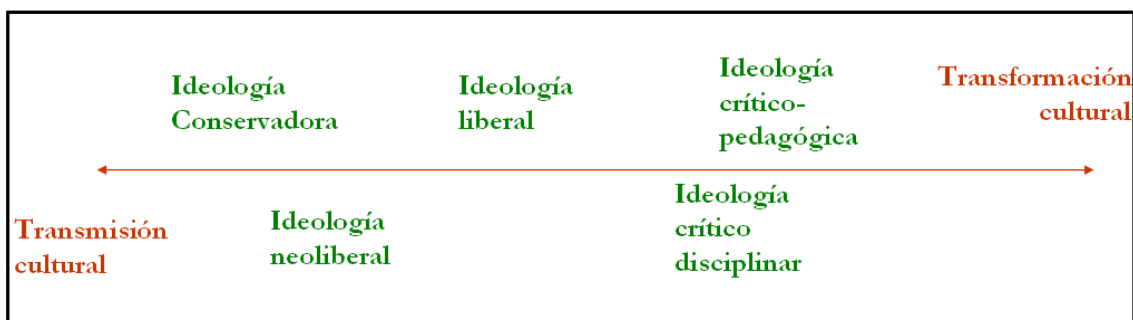 Ideología
Conservadora
Ideología
liberal
Ideología
crítico-
pedagógica
Transformación
cultural
Transmisión
cultural
Ideología
neoliberal
Ideología
crítico
disciplinar